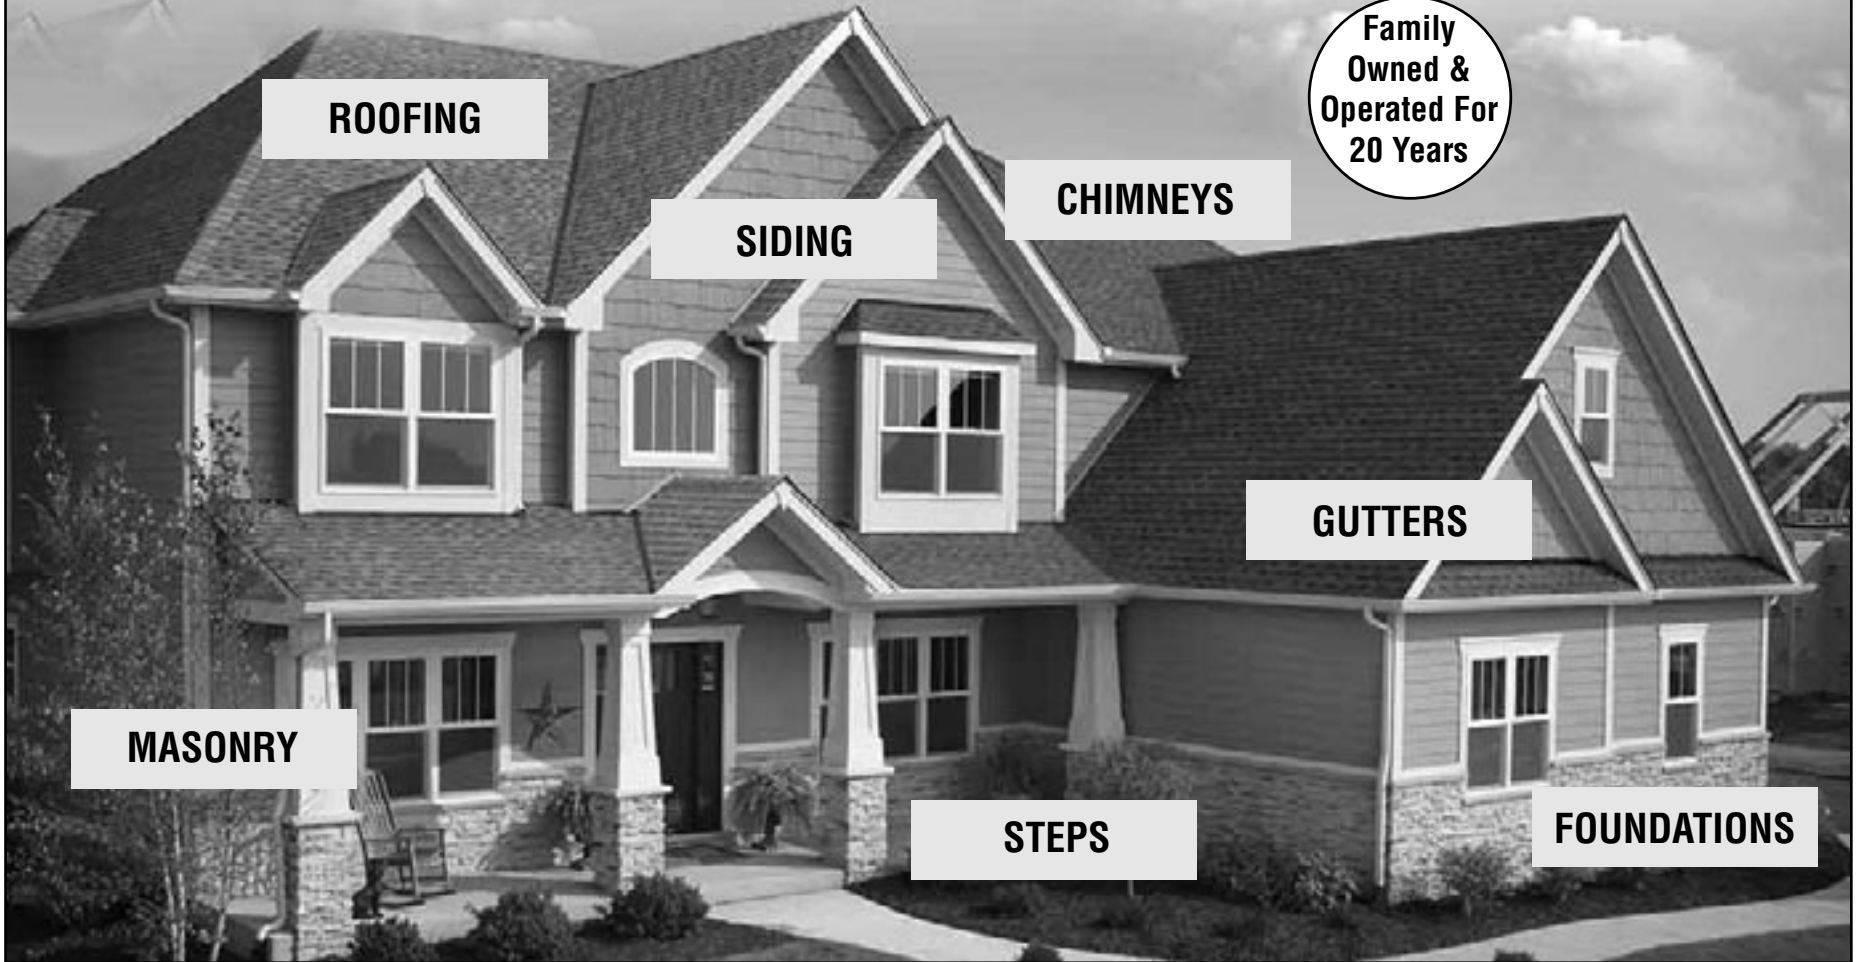 Family
Owned &
Operated For
20 Years
ROOFING
CHIMNEYS
SIDING
GUTTERS
MASONRY
STEPS
FOUNDATIONS